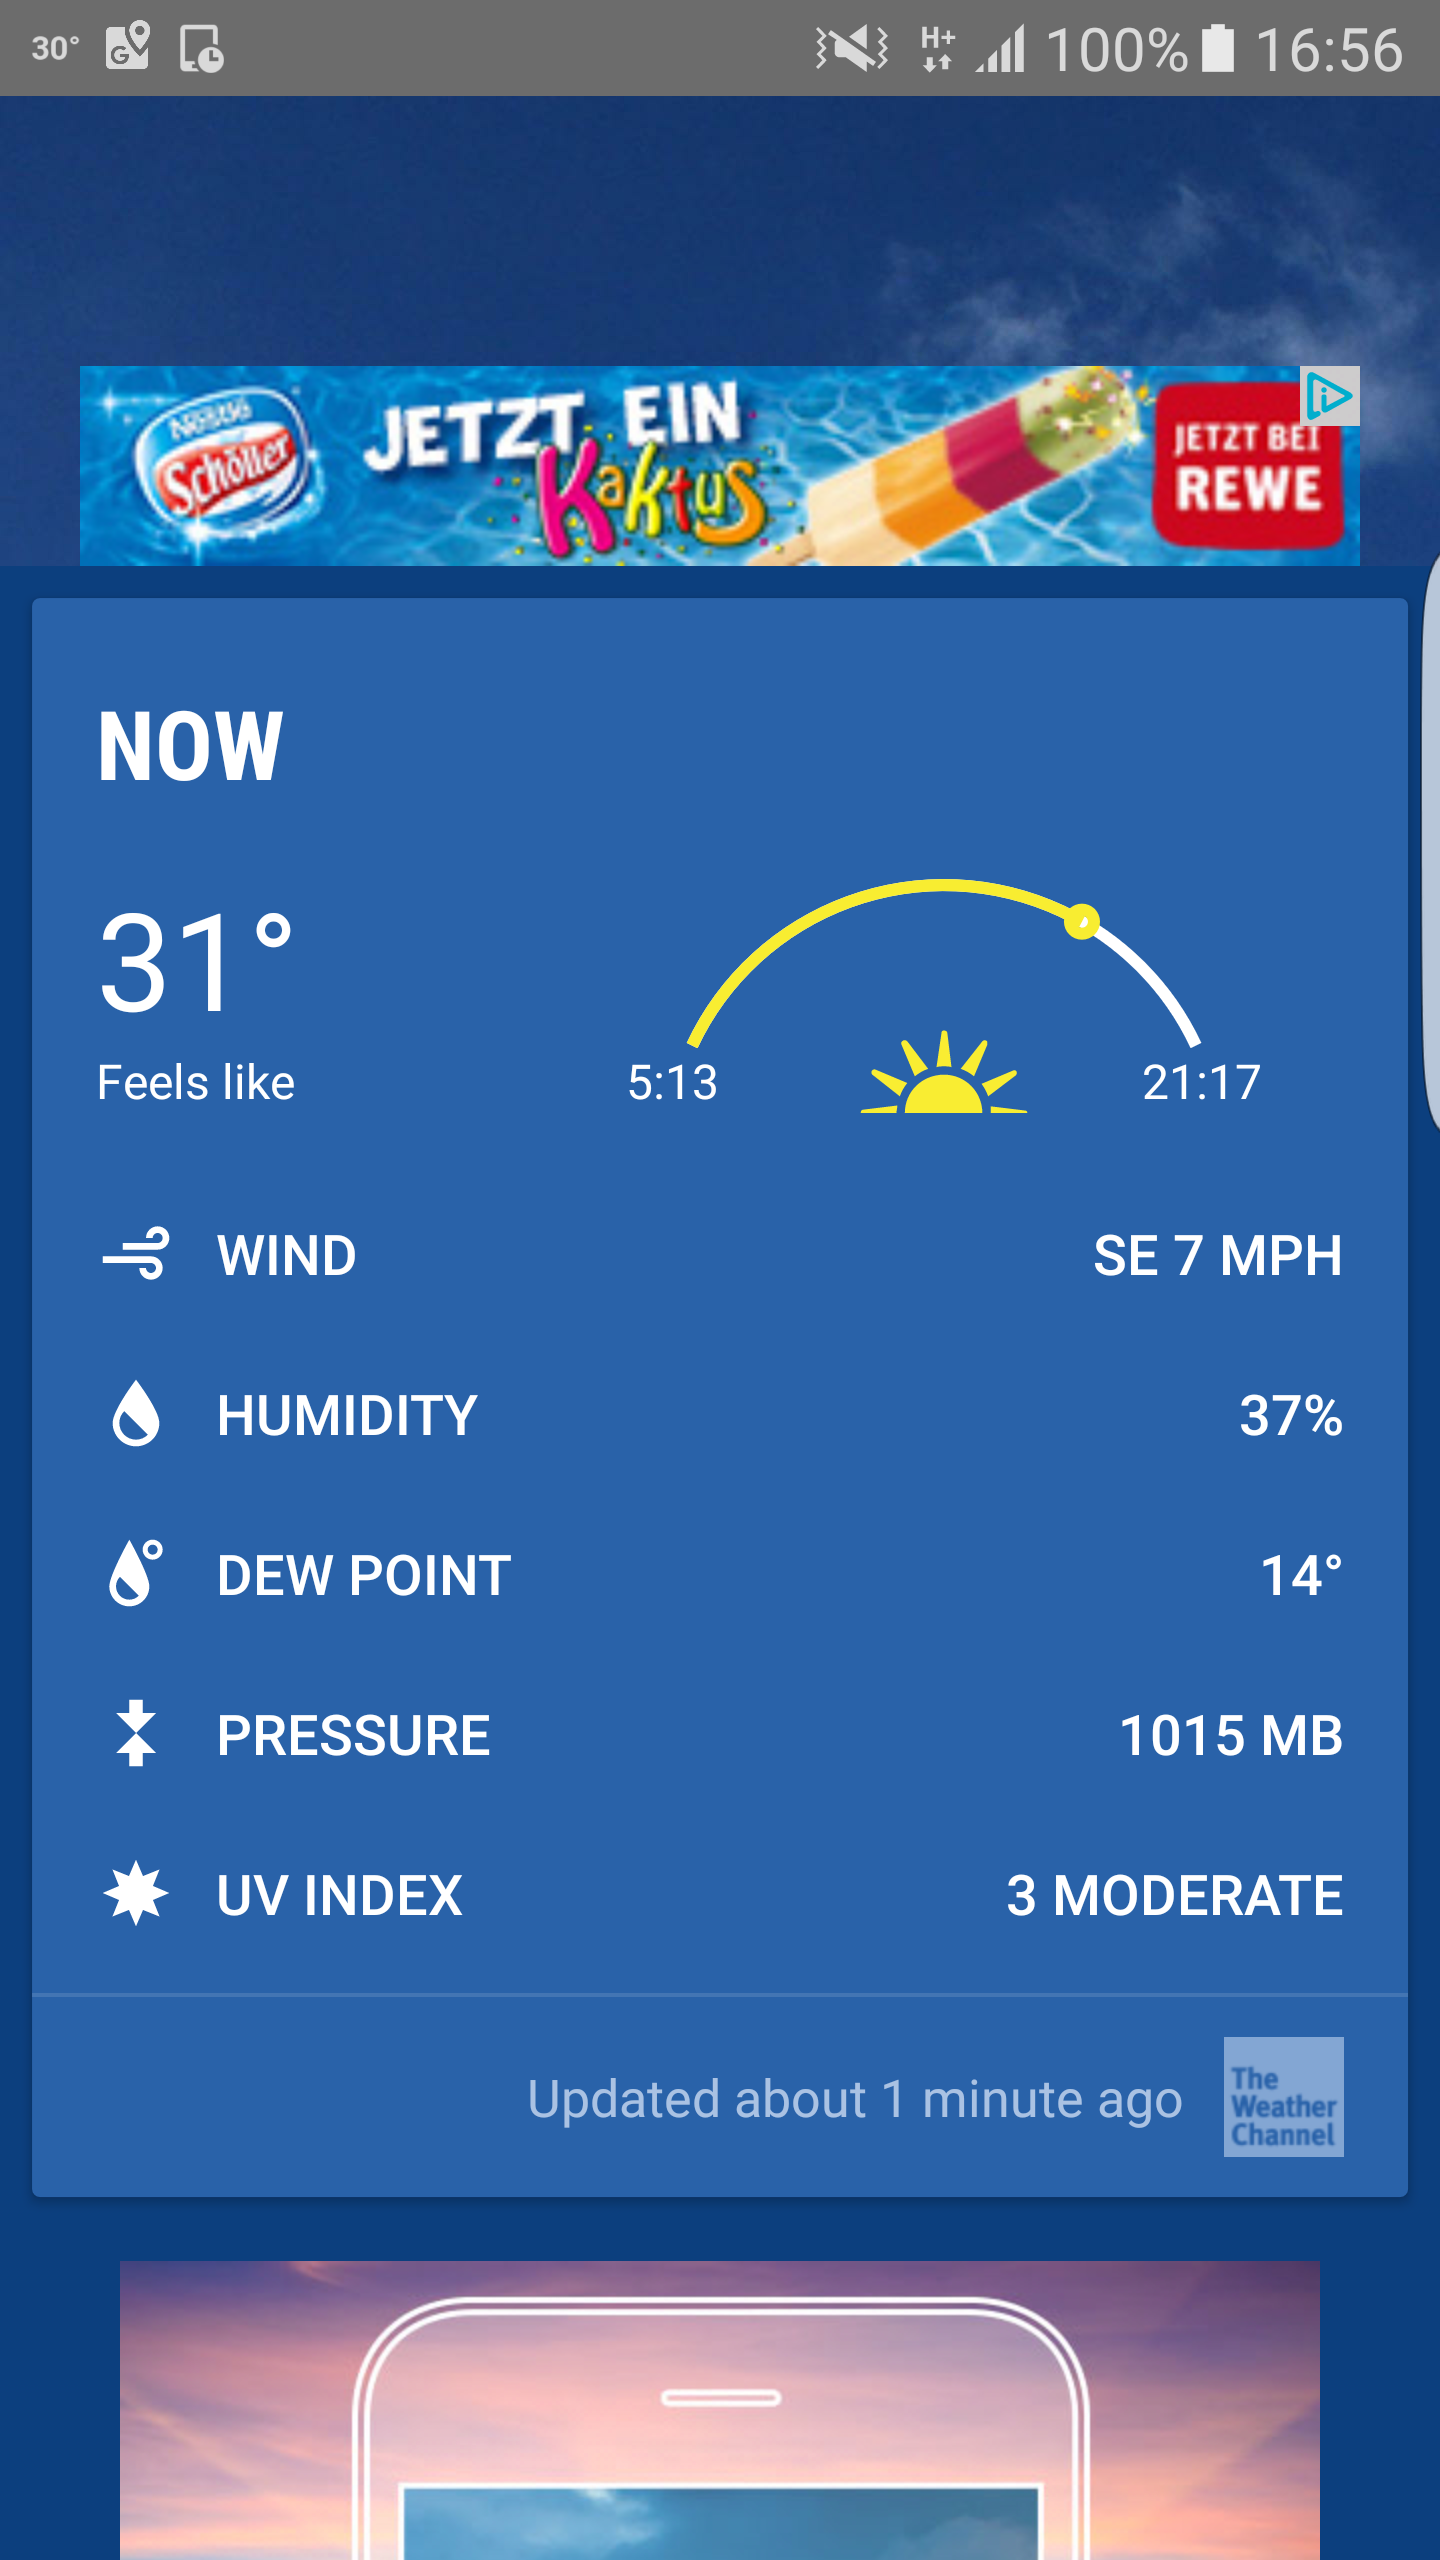 30°
H+ 100% 16:56
Nestlé
Schöller
JETZT EIN
Kaktus
JETZT BEI
REWE
NOW
31°
Feels like
5:13
21:17
WIND SE 7 MPH
HUMIDITY 37%
DEW POINT 14°
PRESSURE 1015 MB
UV INDEX 3 MODERATE
Updated about 1 minute ago
The
Weather
Channel